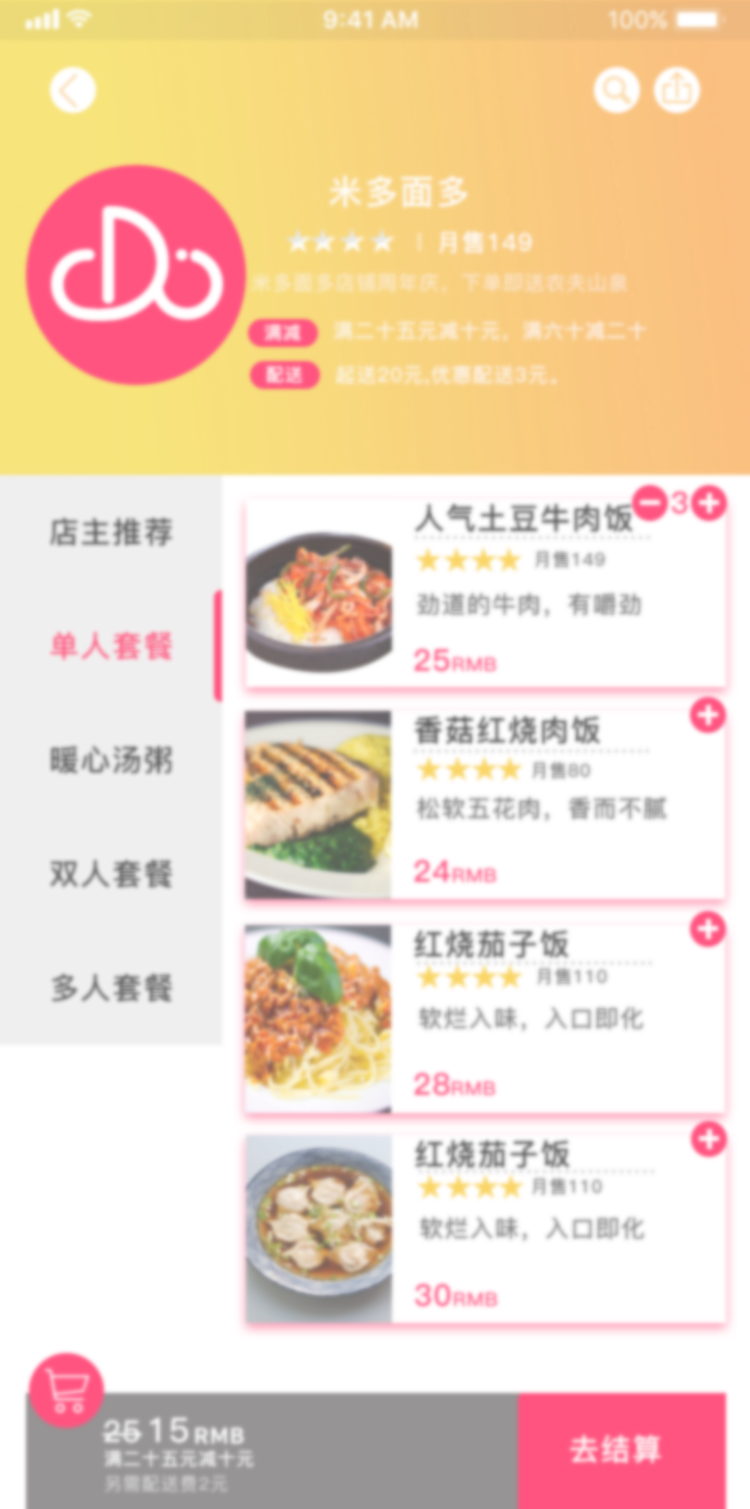 9:41 AM 100%
米多面多
月售149
米多面多店铺周年庆，下单即送农夫山泉
满减 满二十五元减十元，满六十减二十
配送 起送20元,优惠配送3元。
店主推荐
单人套餐
暖心汤粥
双人套餐
多人套餐
人气土豆牛肉饭
3
月售149
劲道的牛肉，有嚼劲
25RMB
香菇红烧肉饭
月售80
松软五花肉，香而不腻
24RMB
红烧茄子饭
月售110
软烂入味，入口即化
28RMB
红烧茄子饭
月售110
软烂入味，入口即化
30RMB
25 15RMB
满二十五元减十元
另需配送费2元
去结算